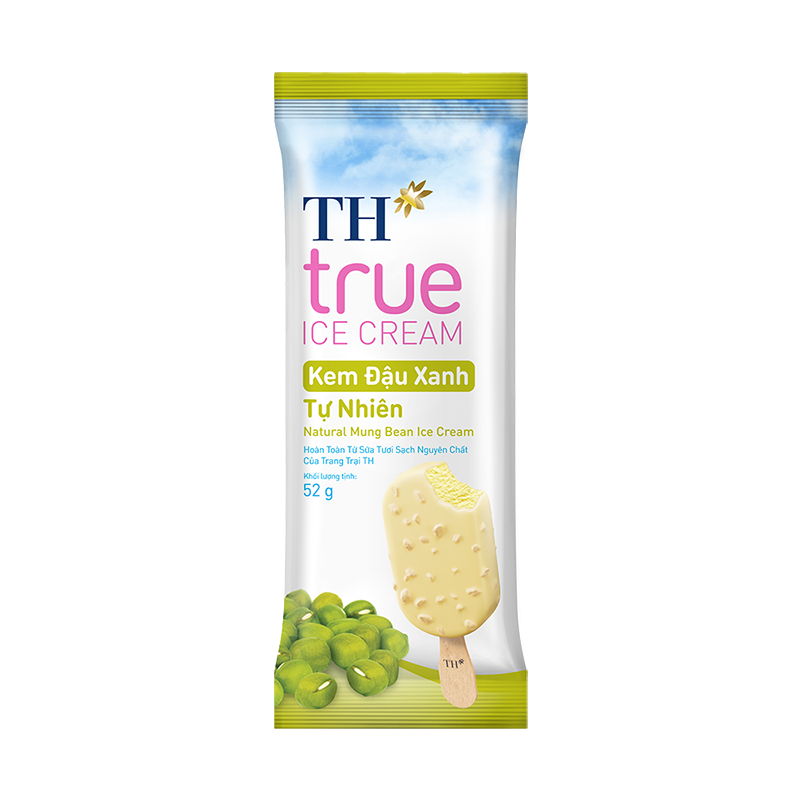 TH
true
ICE CREAM
Kem Đậu Xanh
Tự Nhiên
Natural Mung Bean Ice Cream
Hoàn Toàn Từ Sữa Tươi Sạch Nguyên Chất
Của Trang Trại TH
Khối lượng tịnh:
52 g
TH